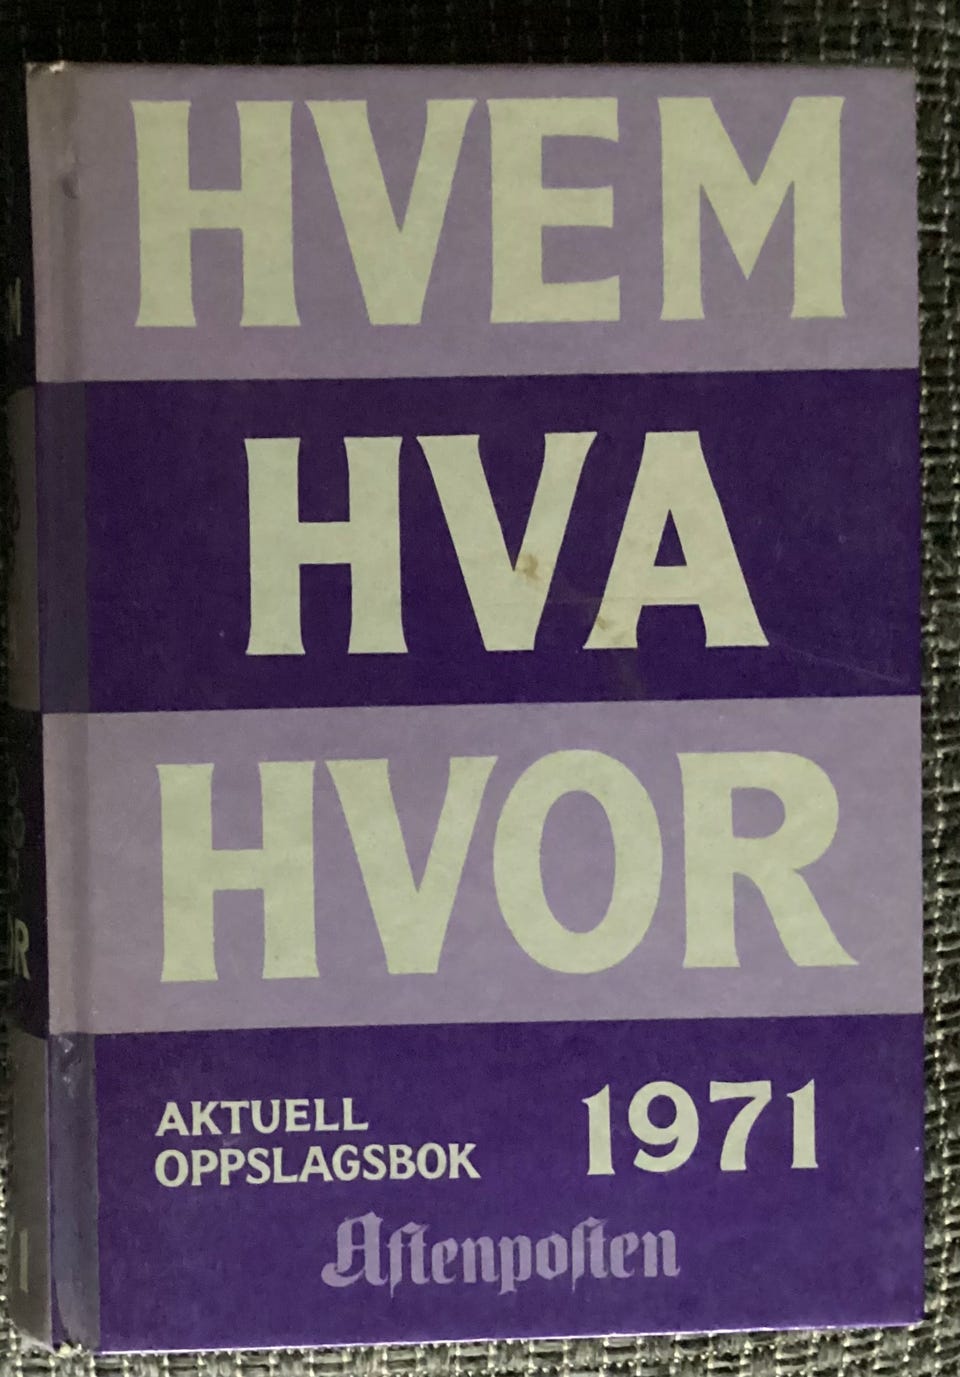 HVEM
HVA
HVOR
AKTUELL
OPPSLAGSBOK
1971
Aftenposten